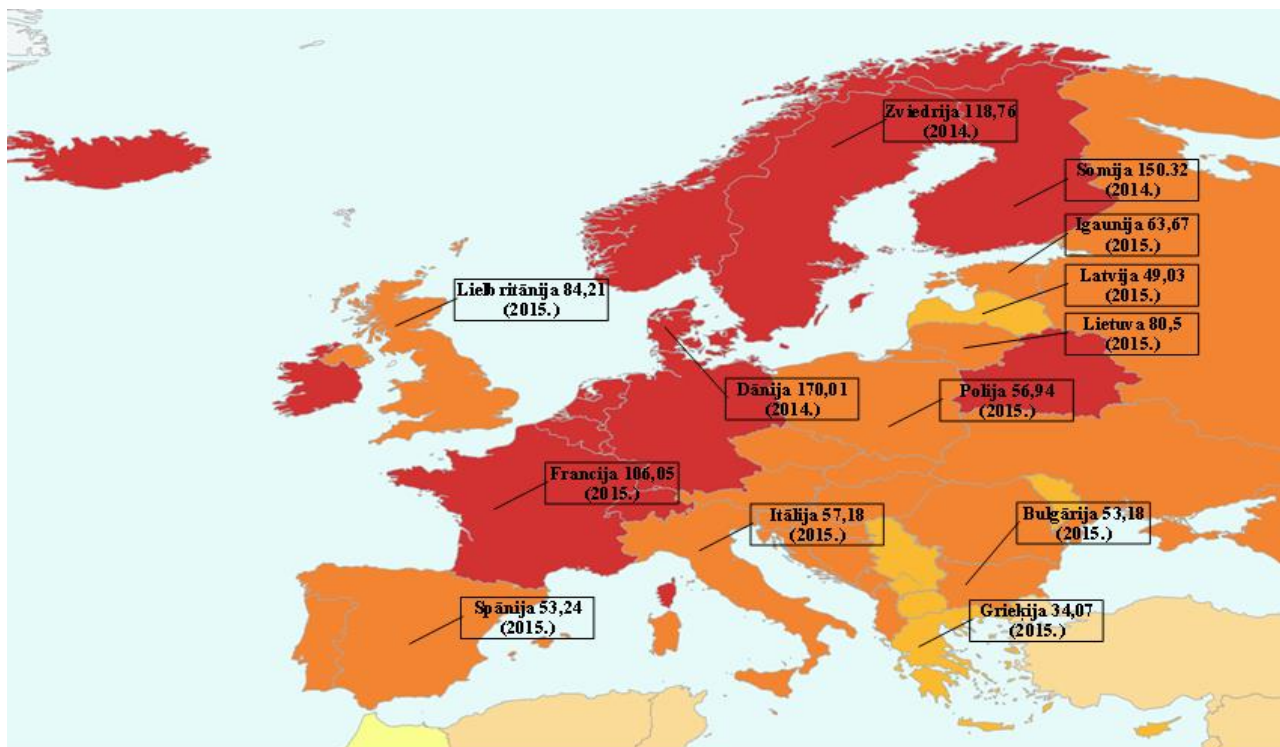 Zviedrija 118,76
(2014.)
Somija 150.32
(2014.)
Igaunija 63,67
(2015.)
Latvija 49,03
(2015.)
Lielbritānija 84,21
(2015.)
Lietuva 80,5
(2015.)
Dānija 170,01
(2014.)
Polija 56,94
(2015.)
Francija 106,05
(2015.)
Itālija 57,18
(2015.)
Bulgārija 53,18
(2015.)
Spānija 53,24
(2015.)
Griekija 34,07
(2015.)